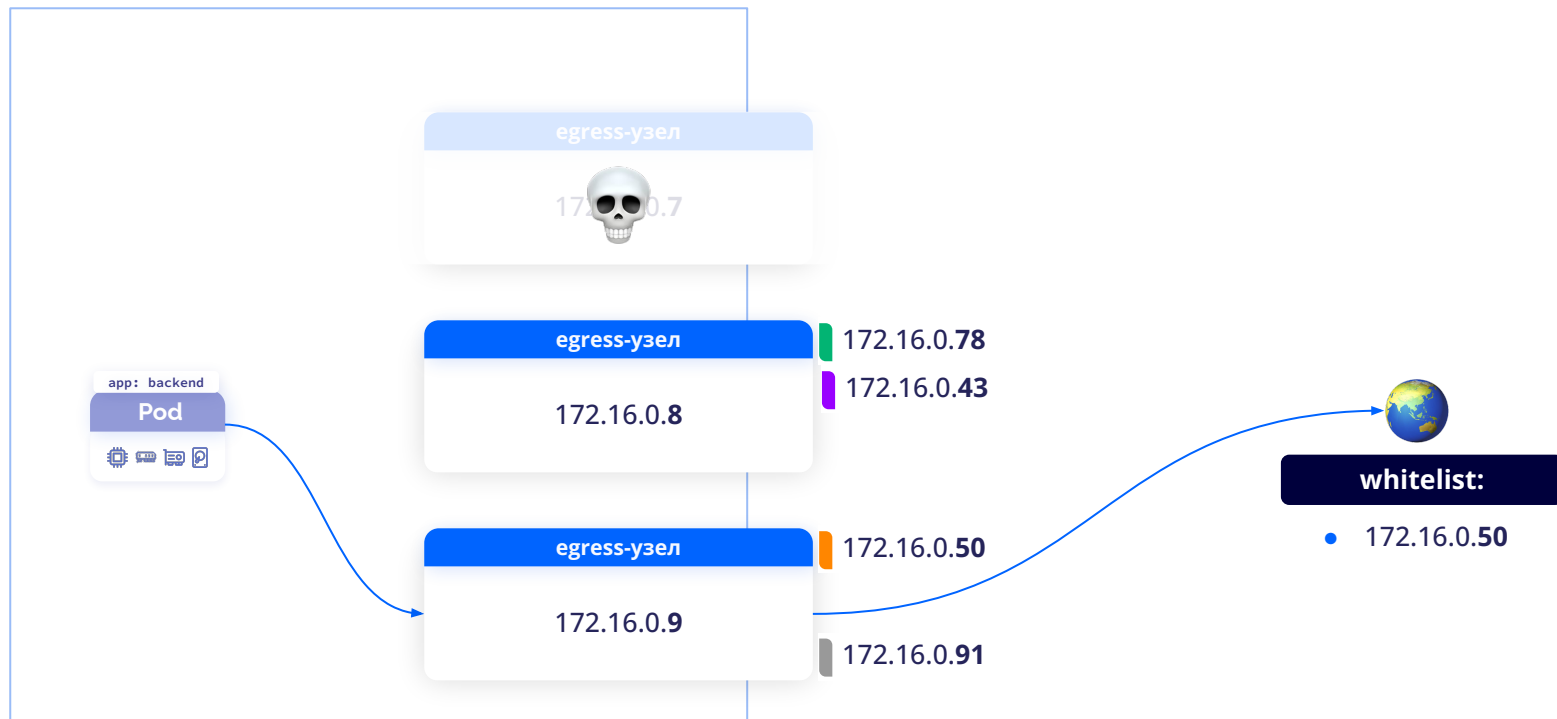 egress-узел
egress-узел
172.16.0.8
172.16.0.78
172.16.0.43
app: backend
Pod
egress-узел
172.16.0.9
172.16.0.50
172.16.0.91
whitelist:
172.16.0.50